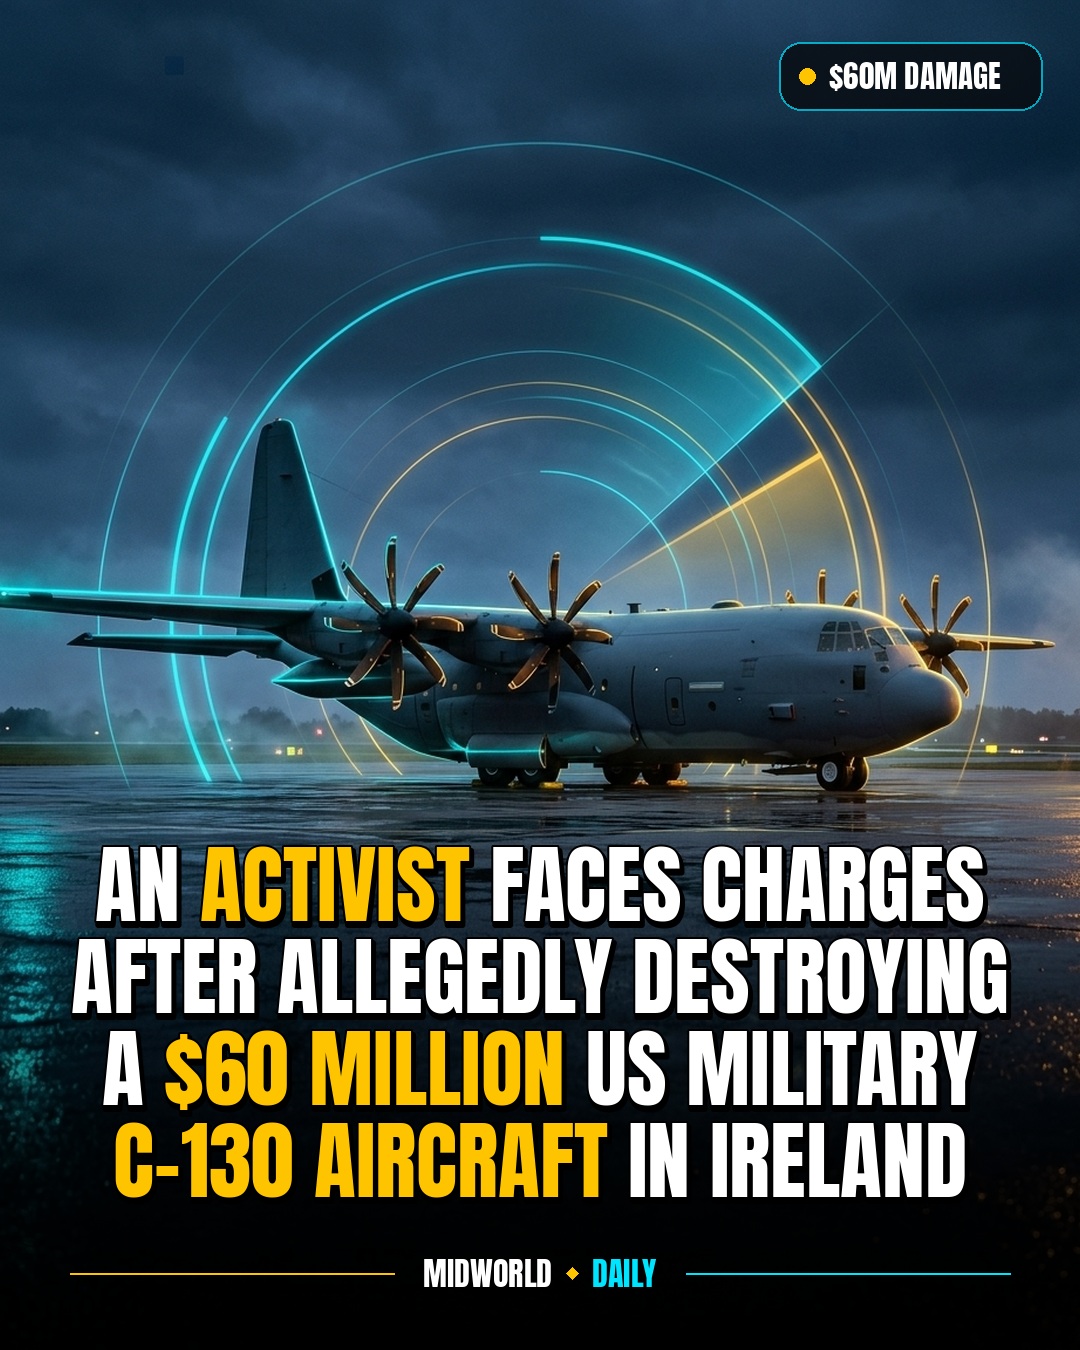 $60M DAMAGE
AN ACTIVIST FACES CHARGES
AFTER ALLEGEDLY DESTROYING
A $60 MILLION US MILITARY
C-130 AIRCRAFT IN IRELAND
MIDWORLD DAILY